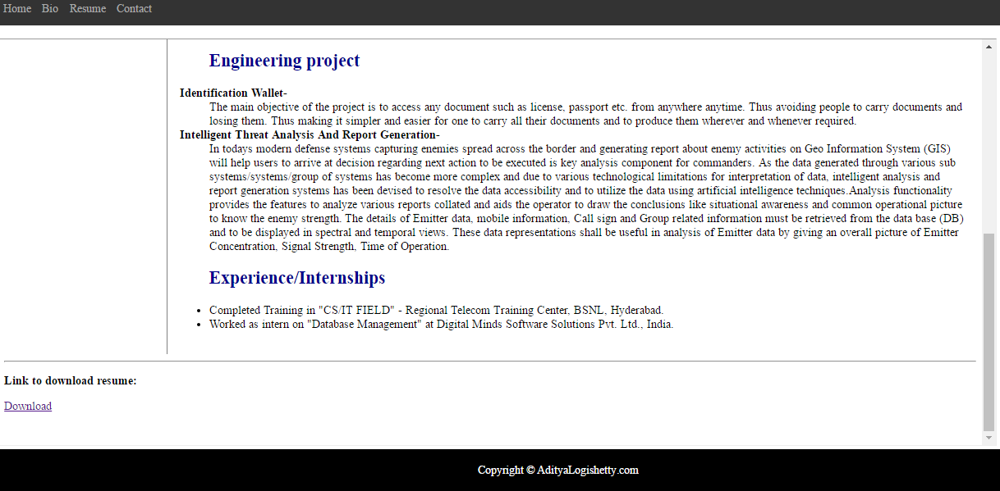 Home Bio Resume Contact
Engineering project
Identification Wallet-
The main objective of the project is to access any document such as license, passport etc. from anywhere anytime. Thus avoiding people to carry documents and
losing them. Thus making it simpler and easier for one to carry all their documents and to produce them wherever and whenever required.
Intelligent Threat Analysis And Report Generation-
In todays modern defense systems capturing enemies spread across the border and generating report about enemy activities on Geo Information System (GIS)
will help users to arrive at decision regarding next action to be executed is key analysis component for commanders. As the data generated through various sub
systems/systems/group of systems has become more complex and due to various technological limitations for interpretation of data, intelligent analysis and
report generation systems has been devised to resolve the data accessibility and to utilize the data using artificial intelligence techniques.Analysis functionality
provides the features to analyze various reports collated and aids the operator to draw the conclusions like situational awareness and common operational picture
to know the enemy strength. The details of Emitter data, mobile information, Call sign and Group related information must be retrieved from the data base (DB)
and to be displayed in spectral and temporal views. These data representations shall be useful in analysis of Emitter data by giving an overall picture of Emitter
Concentration, Signal Strength, Time of Operation.
Experience/Internships
• Completed Training in "CS/IT FIELD" - Regional Telecom Training Center, BSNL, Hyderabad.
• Worked as intern on "Database Management" at Digital Minds Software Solutions Pvt. Ltd., India.
Link to download resume:
Download
Copyright © AdityaLogishetty.com